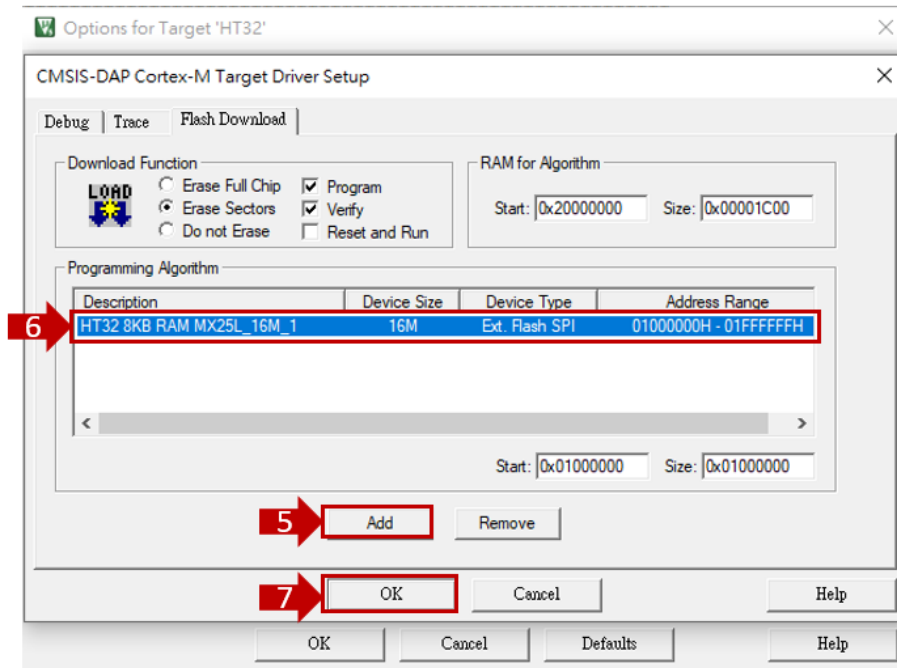 Options for Target 'HT32'
CMSIS-DAP Cortex-M Target Driver Setup
Debug Trace Flash Download
Download Function
LOAD
Erase Full Chip Program
Erase Sectors Verify
Do not Erase Reset and Run
RAM for Algorithm
Start: 0x20000000 Size: 0x00001C00
Programming Algorithm
Description Device Size Device Type Address Range
6 HT32 8KB RAM MX25L_16M_1 16M Ext. Flash SPI 01000000H - 01FFFFFFH
Start: 0x01000000 Size: 0x01000000
5 Add Remove
7 OK Cancel Help
OK Cancel Defaults Help